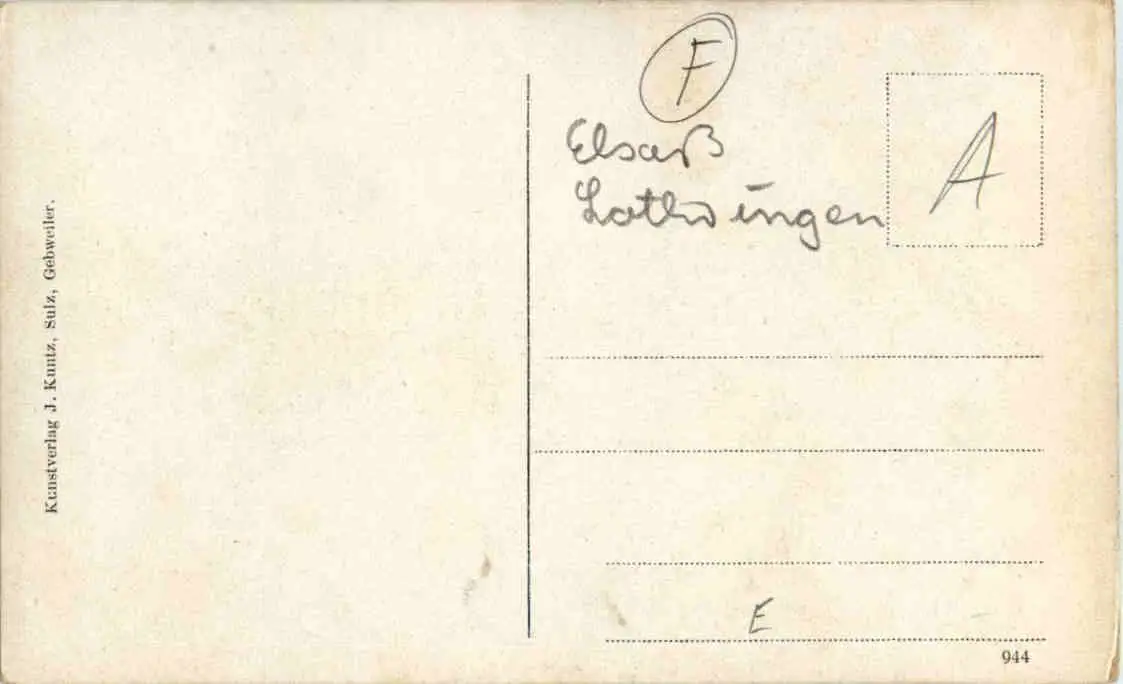 F
Elsaß
Lothringen
A
Kunstverlag J. Kuntz, Sulz, Gebweiler.
E
944